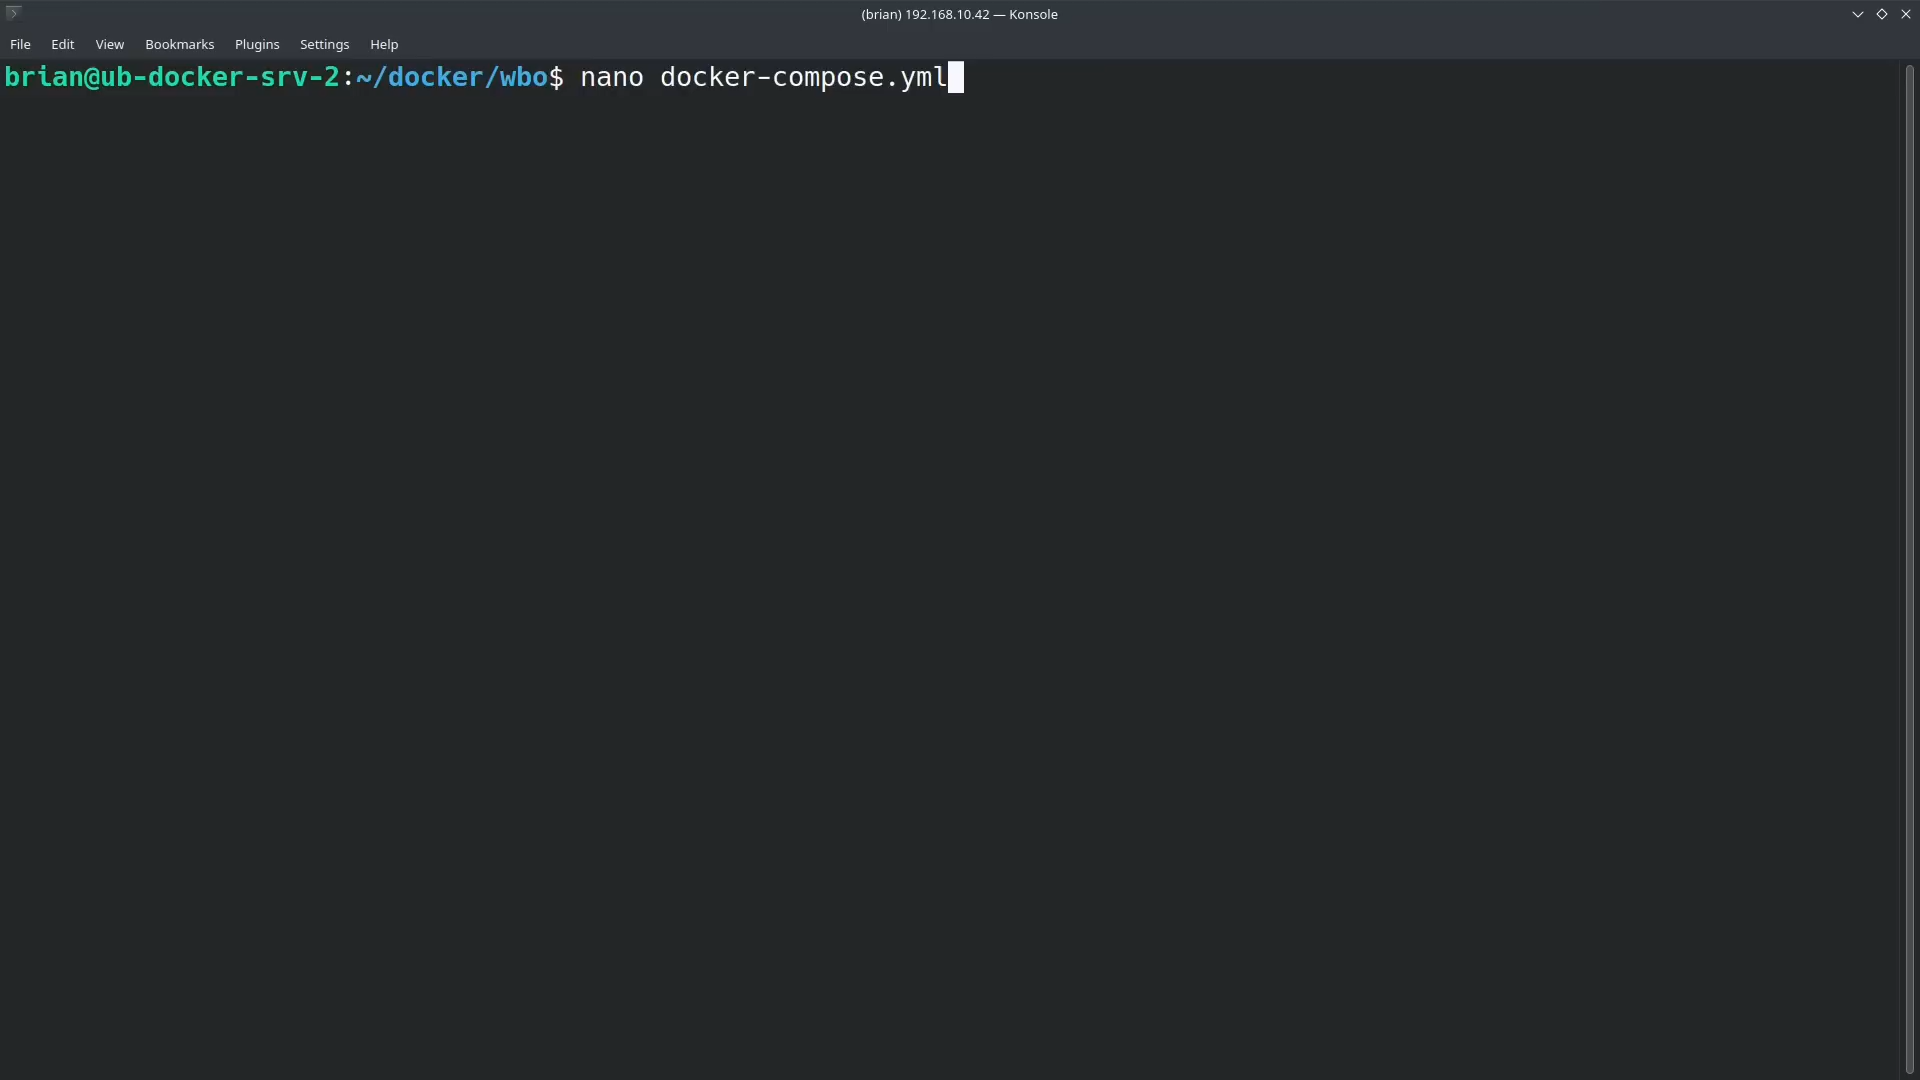 (brian) 192.168.10.42 — Konsole
File Edit View Bookmarks Plugins Settings Help
brian@ub-docker-srv-2:~/docker/wbo$ nano docker-compose.yml